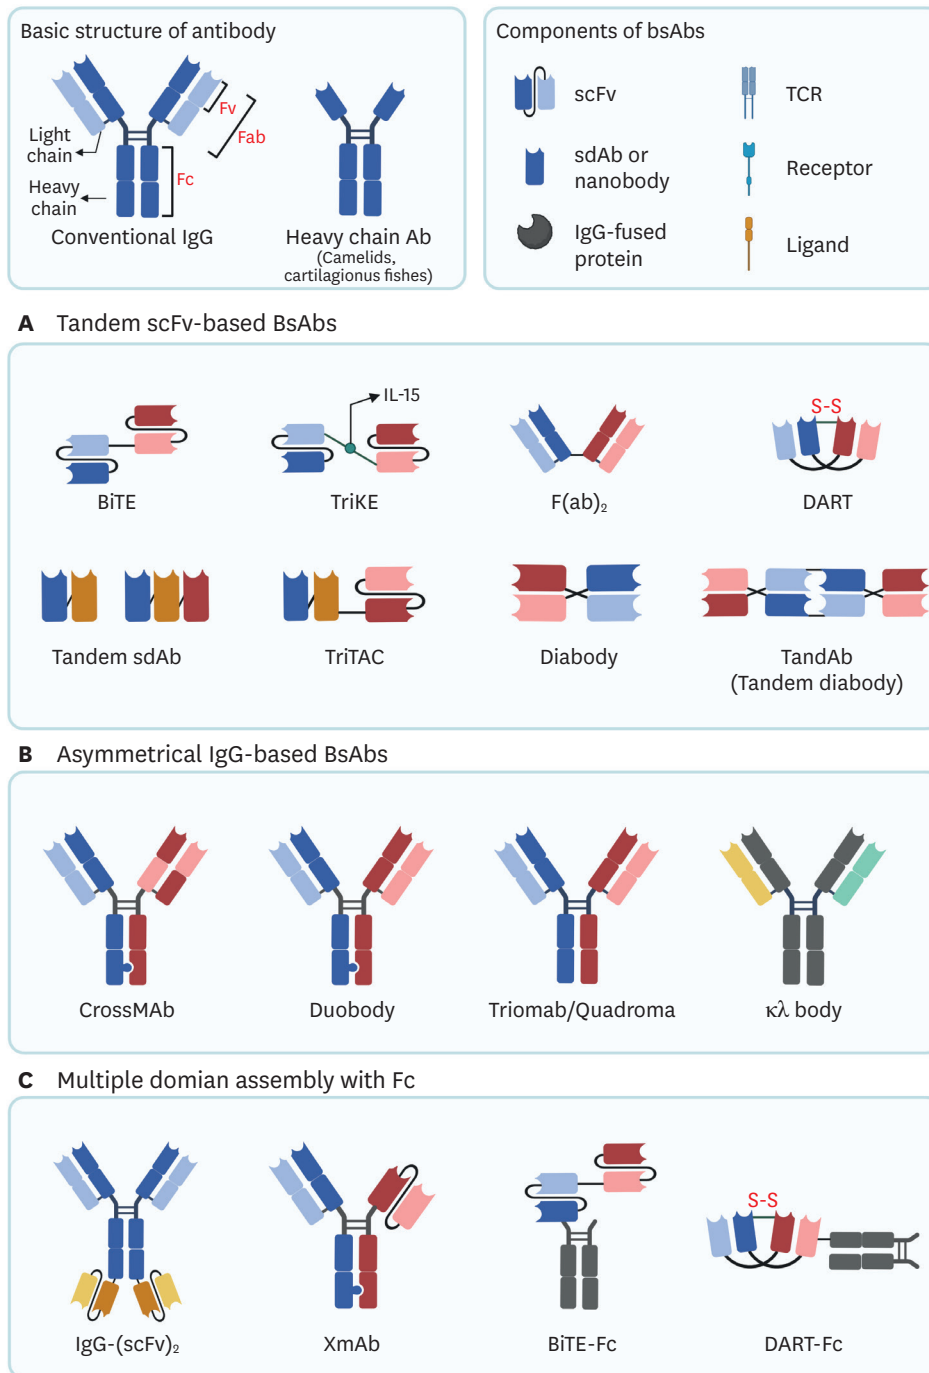 Basic structure of antibody
Fv
Fab
Light
chain
Fc
Heavy
chain
Conventional IgG
Heavy chain Ab
(Camelids,
cartilagionus fishes)
Components of bsAbs
scFv
TCR
sdAb or
nanobody
Receptor
IgG-fused
protein
Ligand
A Tandem scFv-based BsAbs
IL-15
S-S
BiTE
TriKE
F(ab)₂
DART
Tandem sdAb
TriTAC
Diabody
TandAb
(Tandem diabody)
B Asymmetrical IgG-based BsAbs
CrossMAb
Duobody
Triomab/Quadroma
κλ body
C Multiple domian assembly with Fc
S-S
IgG-(scFv)₂
XmAb
BiTE-Fc
DART-Fc